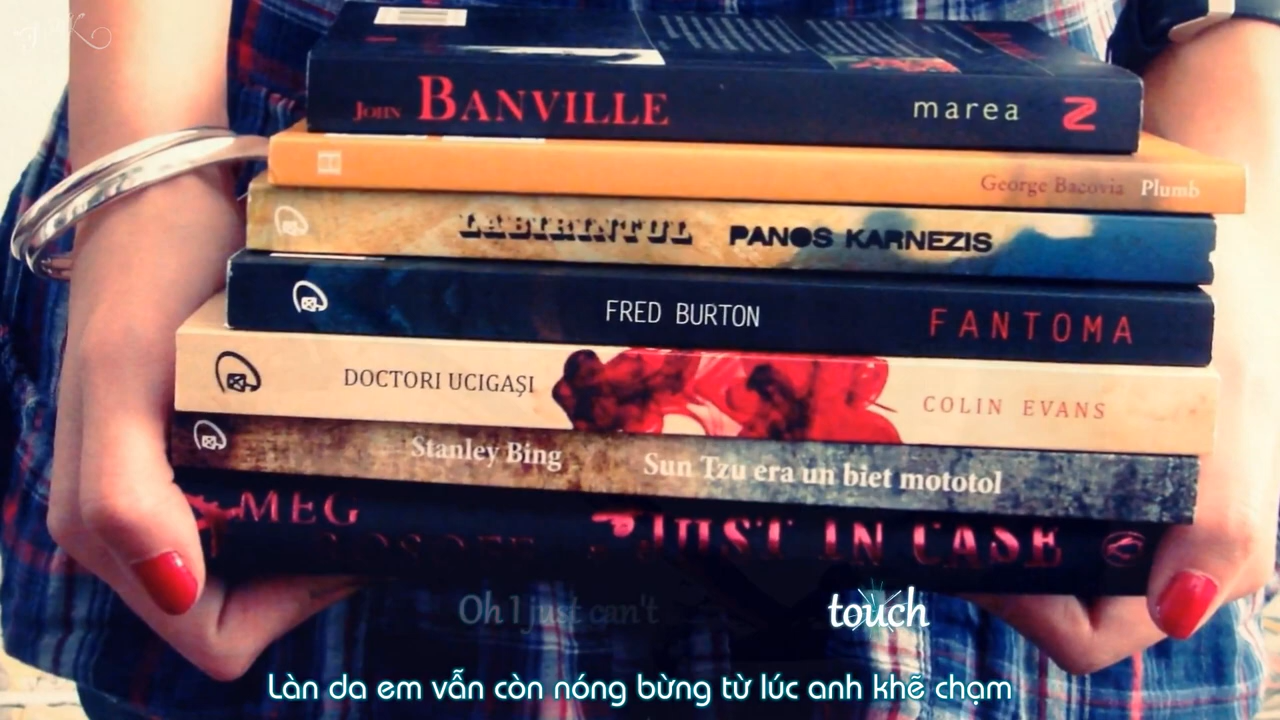 John BANVILLE marea
George Bacovia Plumb
LABIRINTUL PANOS KARNEZIS
FRED BURTON FANTOMA
DOCTORI UCIGAȘI COLIN EVANS
Stanley Bing Sun Tzu era un biet mototol
MEG JUST IN CASE
Oh I just can't touch
Làn da em vẫn còn nóng bừng từ lúc anh khẽ chạm